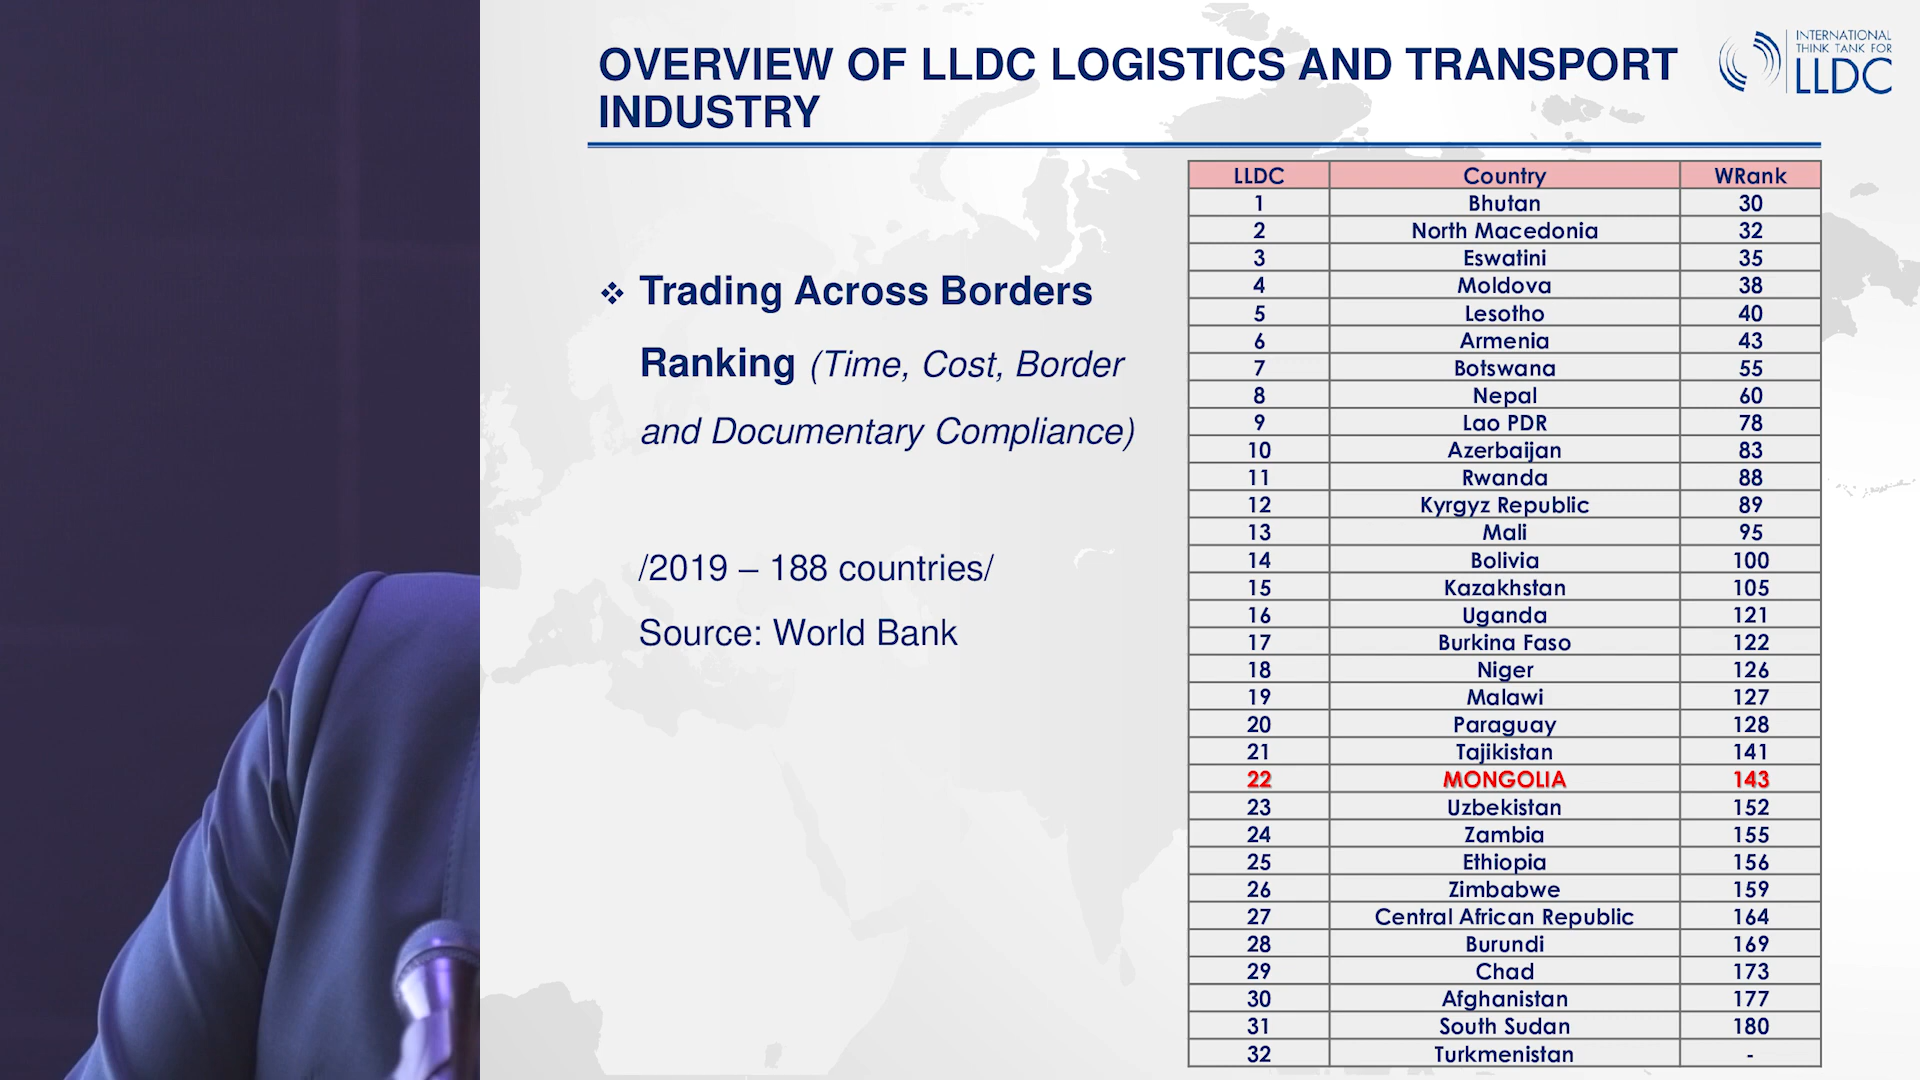 OVERVIEW OF LLDC LOGISTICS AND TRANSPORT
INDUSTRY
INTERNATIONAL
THINK TANK FOR
LLDC
❖ Trading Across Borders
Ranking (Time, Cost, Border
and Documentary Compliance)
/2019 – 188 countries/
Source: World Bank
LLDC Country WRank
1 Bhutan 30
2 North Macedonia 32
3 Eswatini 35
4 Moldova 38
5 Lesotho 40
6 Armenia 43
7 Botswana 55
8 Nepal 60
9 Lao PDR 78
10 Azerbaijan 83
11 Rwanda 88
12 Kyrgyz Republic 89
13 Mali 95
14 Bolivia 100
15 Kazakhstan 105
16 Uganda 121
17 Burkina Faso 122
18 Niger 126
19 Malawi 127
20 Paraguay 128
21 Tajikistan 141
22 MONGOLIA 143
23 Uzbekistan 152
24 Zambia 155
25 Ethiopia 156
26 Zimbabwe 159
27 Central African Republic 164
28 Burundi 169
29 Chad 173
30 Afghanistan 177
31 South Sudan 180
32 Turkmenistan -